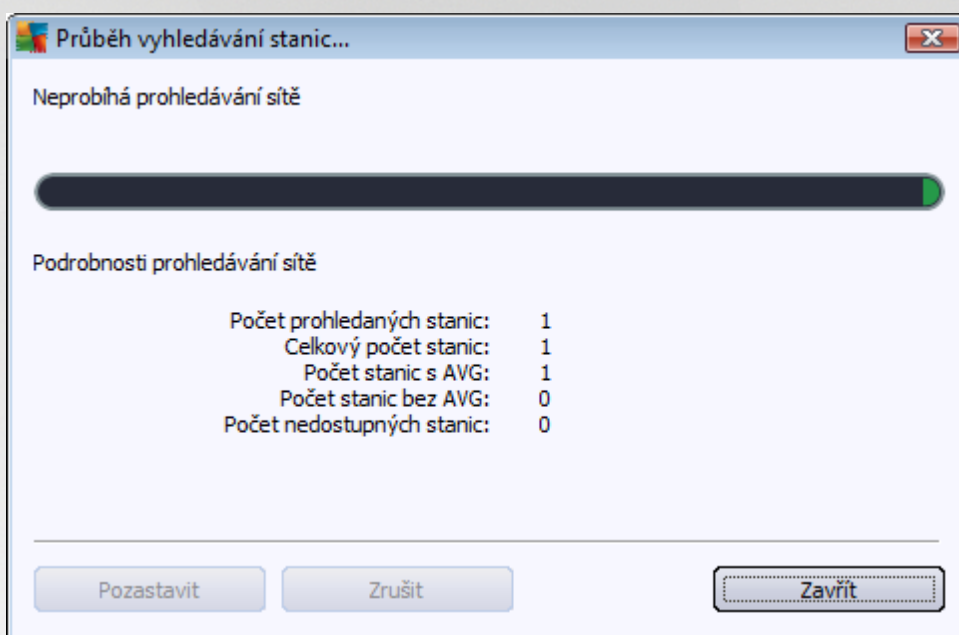 Průběh vyhledávání stanic...
Neprobíhá prohledávání sítě
Podrobnosti prohledávání sítě
Počet prohledaných stanic: 1
Celkový počet stanic: 1
Počet stanic s AVG: 1
Počet stanic bez AVG: 0
Počet nedostupných stanic: 0
Pozastavit Zrušit Zavřít